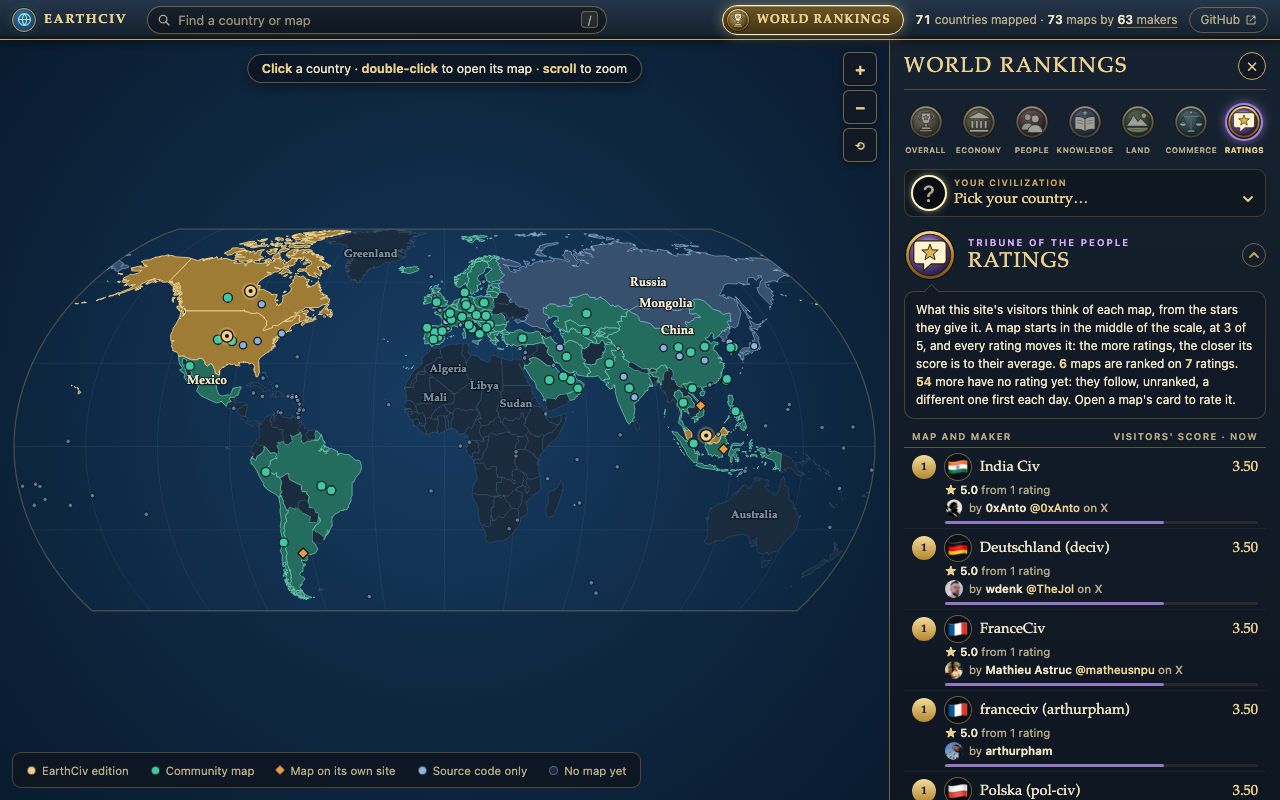 EARTHCIV
Find a country or map
/
WORLD RANKINGS
71 countries mapped · 73 maps by 63 makers
GitHub
Click a country · double-click to open its map · scroll to zoom
+
−
Greenland
Russia
Mongolia
China
Mexico
Algeria
Libya
Mali
Sudan
Australia
EarthCiv edition
Community map
Map on its own site
Source code only
No map yet
WORLD RANKINGS
OVERALL
ECONOMY
PEOPLE
KNOWLEDGE
LAND
COMMERCE
RATINGS
?
YOUR CIVILIZATION
Pick your country…
TRIBUNE OF THE PEOPLE
RATINGS
What this site's visitors think of each map, from the stars
they give it. A map starts in the middle of the scale, at 3 of
5, and every rating moves it: the more ratings, the closer its
score is to their average. 6 maps are ranked on 7 ratings.
54 more have no rating yet: they follow, unranked, a
different one first each day. Open a map's card to rate it.
MAP AND MAKER
VISITORS' SCORE · NOW
1 India Civ 3.50
★ 5.0 from 1 rating
by 0xAnto @0xAnto on X
1 Deutschland (deciv) 3.50
★ 5.0 from 1 rating
by wdenk @TheJol on X
1 FranceCiv 3.50
★ 5.0 from 1 rating
by Mathieu Astruc @matheusnpu on X
1 franceciv (arthurpham) 3.50
★ 5.0 from 1 rating
by arthurpham
1 Polska (pol-civ) 3.50